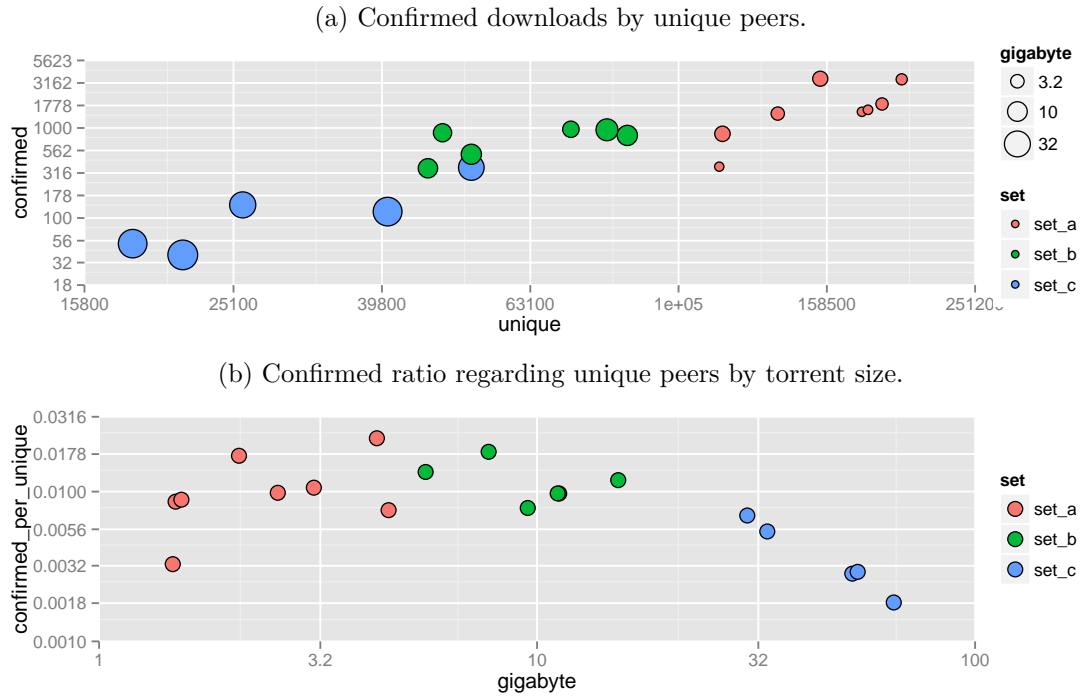 (a) Confirmed downloads by unique peers.
confirmed
5623
3162
1778
1000
562
316
178
100
56
32
18
15800 25100 39800 63100 1e+05 158500 25120
unique
gigabyte
3.2
10
32
set
set_a
set_b
set_c
(b) Confirmed ratio regarding unique peers by torrent size.
confirmed_per_unique
0.0316
0.0178
0.0100
0.0056
0.0032
0.0018
0.0010
1 3.2 10 32 100
gigabyte
set
set_a
set_b
set_c